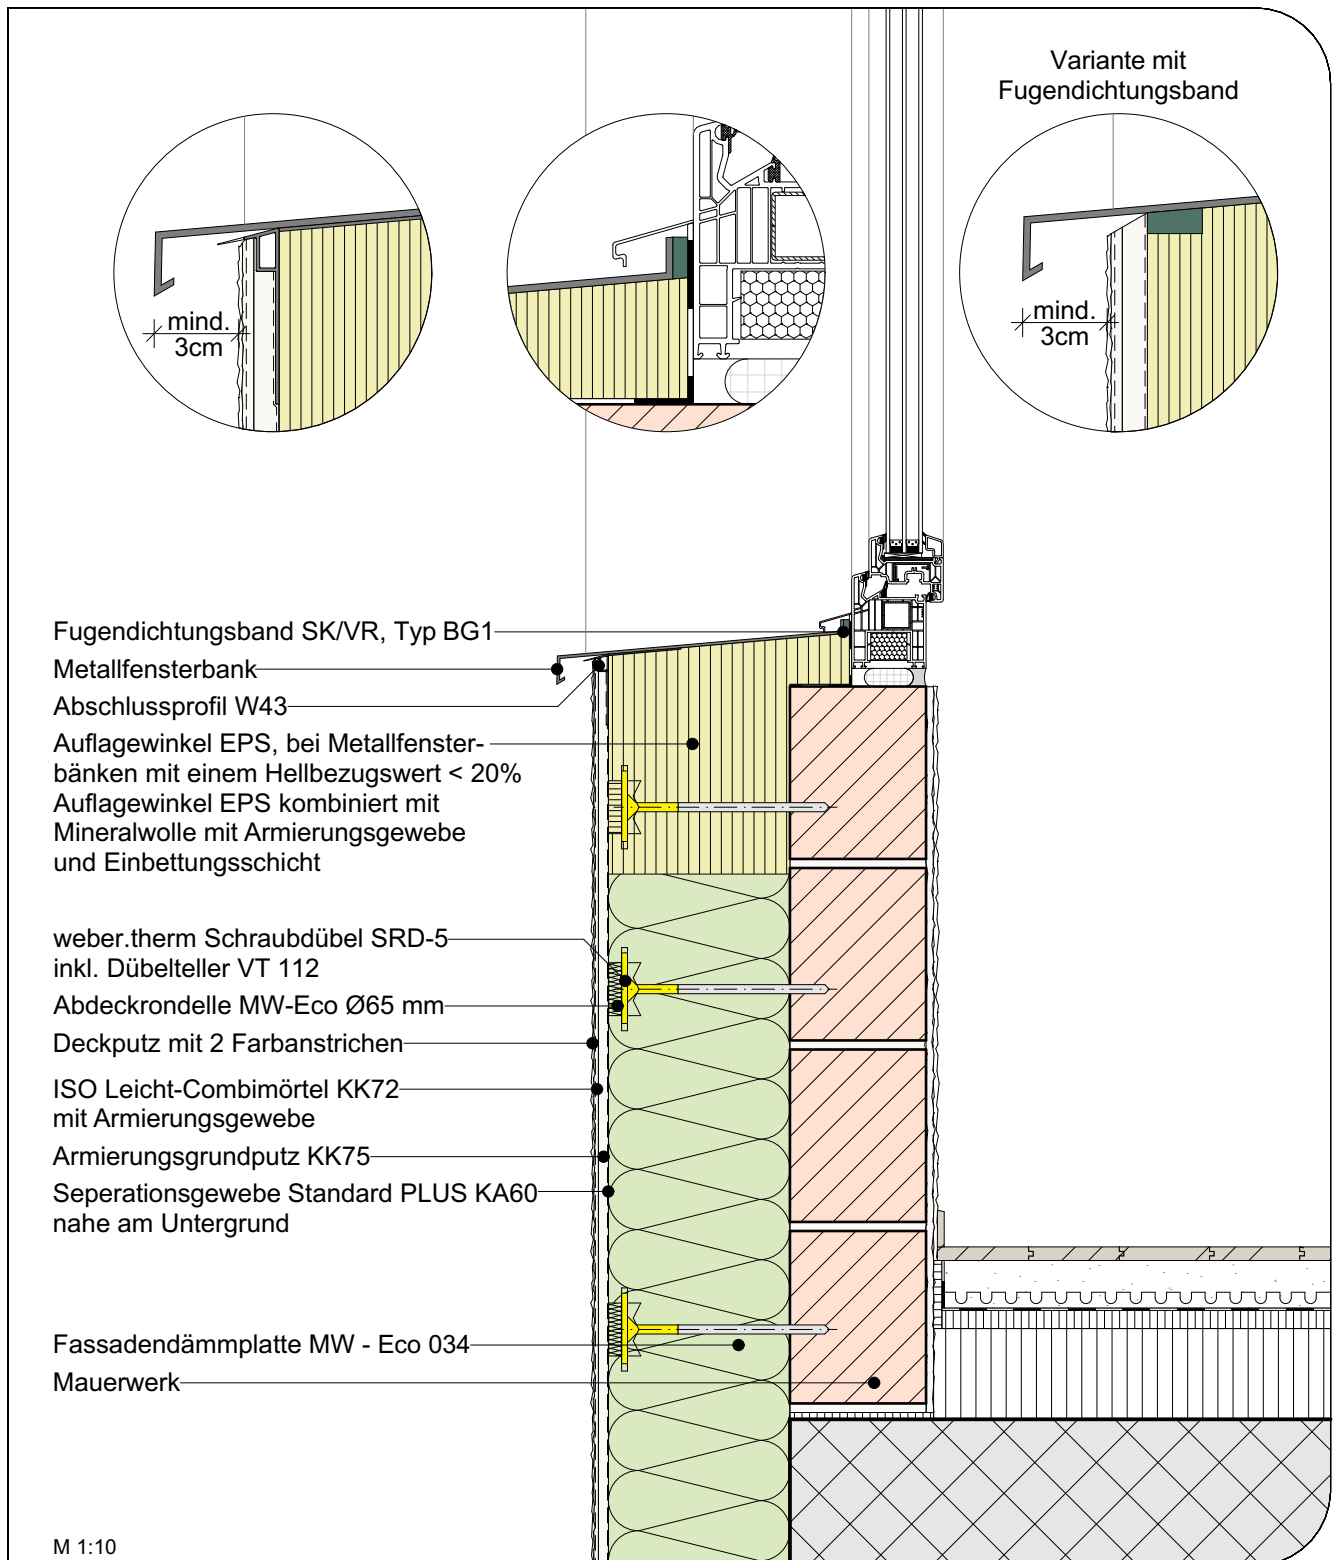 Variante mit
Fugendichtungsband
mind.
3cm
mind.
3cm
Fugendichtungsband SK/VR, Typ BG1
Metallfensterbank
Abschlussprofil W43
Auflagewinkel EPS, bei Metallfenster-
bänken mit einem Hellbezugswert < 20%
Auflagewinkel EPS kombiniert mit
Mineralwolle mit Armierungsgewebe
und Einbettungsschicht
weber.therm Schraubdübel SRD-5
inkl. Dübelteller VT 112
Abdeckrondelle MW-Eco Ø65 mm
Deckputz mit 2 Farbanstrichen
ISO Leicht-Combimörtel KK72
mit Armierungsgewebe
Armierungsgrundputz KK75
Seperationsgewebe Standard PLUS KA60
nahe am Untergrund
Fassadendämmplatte MW - Eco 034
Mauerwerk
M 1:10